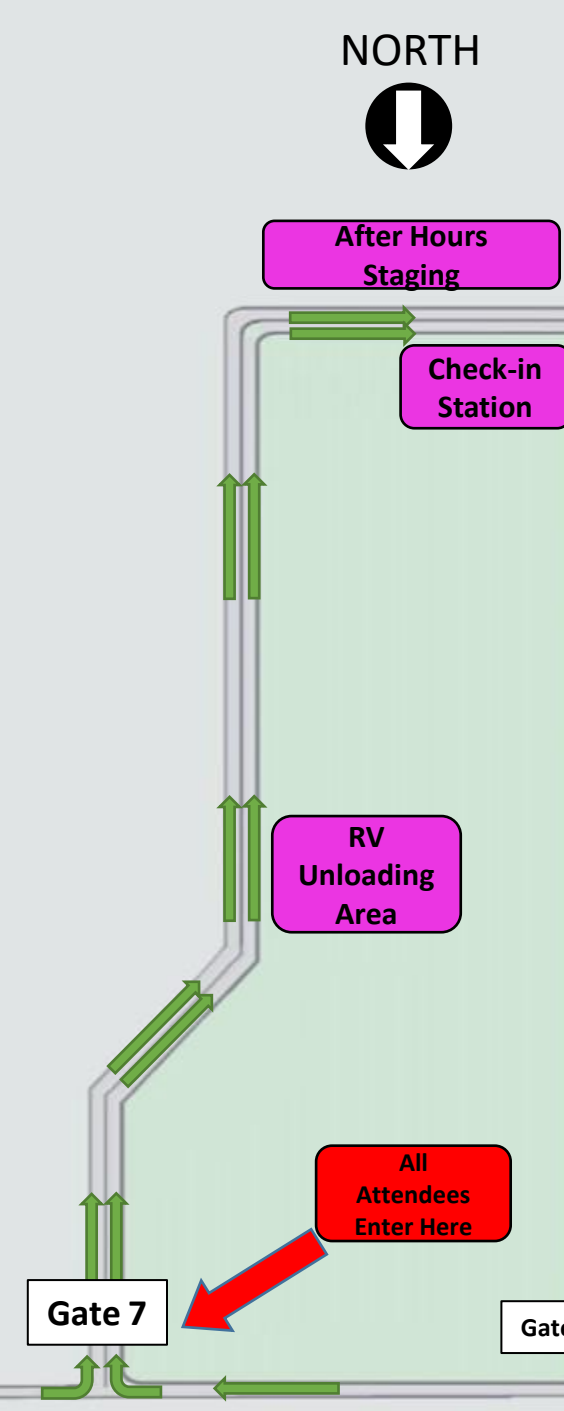 NORTH
After Hours
Staging
Check-in
Station
RV
Unloading
Area
All
Attendees
Enter Here
Gate 7